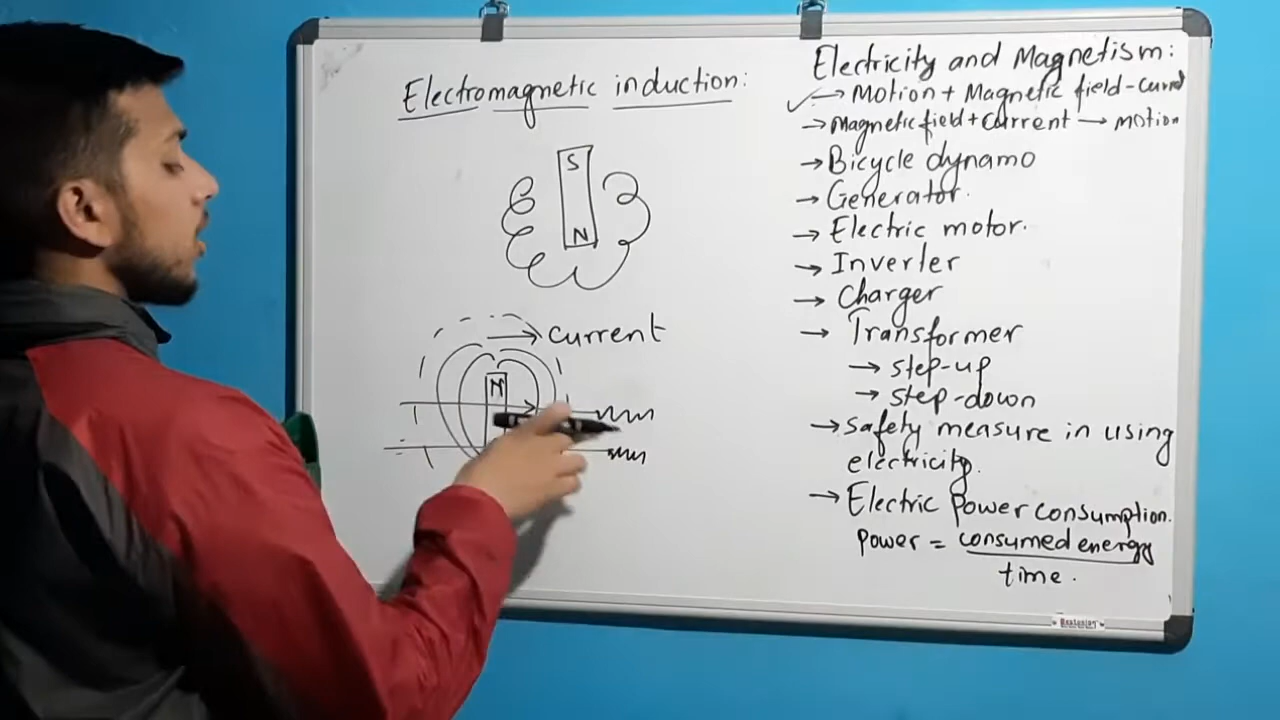 Electromagnetic induction:
S
N
current
N
Electricity and Magnetism:
✓→ Motion + Magnetic field - current
→ Magnetic field + current → motion
→ Bicycle dynamo
→ Generator.
→ Electric motor.
→ Inverter
→ Charger
→ Transformer
→ step-up
→ step-down
→ safety measure in using
electricity.
→ Electric Power consumption.
Power = consumed energy
time.